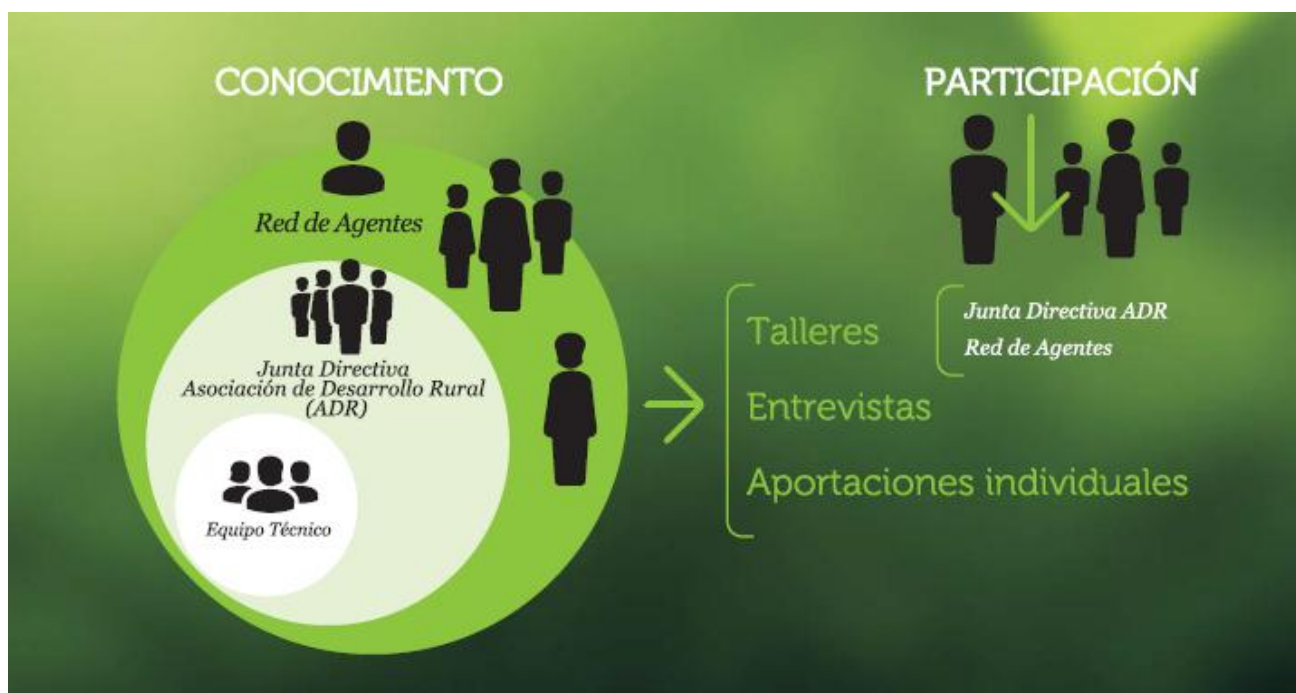 CONOCIMIENTO
Red de Agentes
Junta Directiva
Asociación de Desarrollo Rural
(ADR)
Equipo Técnico
PARTICIPACIÓN
Talleres
Junta Directiva ADR
Red de Agentes
Entrevistas
Aportaciones individuales